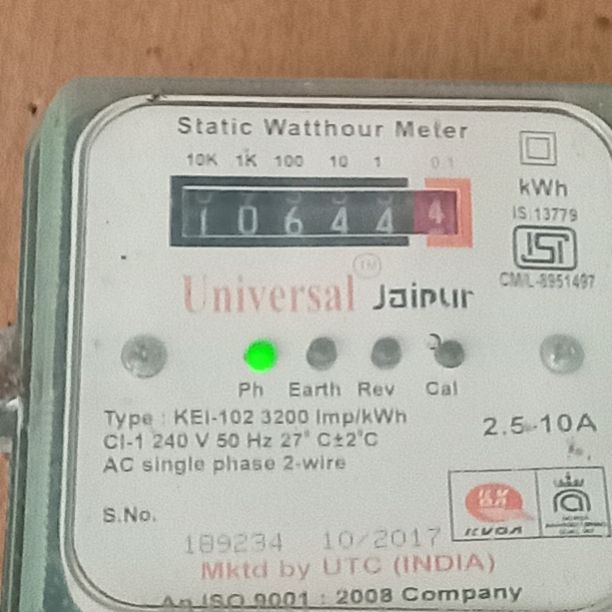 Static Watthour Meter
10K 1K 100 10 1 0.1
kWh
1 0 6 4 4 4
IS 13779
ISI
CM/L-8951497
TM
Universal Jaipur
Ph Earth Rev Cal
Type : KEI-102 3200 Imp/kWh
2.5-10A
Cl-1 240 V 50 Hz 27° C±2°C
AC single phase 2-wire
S.No.
189234 10/2017
Mktd by UTC (INDIA)
An ISO 9001 : 2008 Company